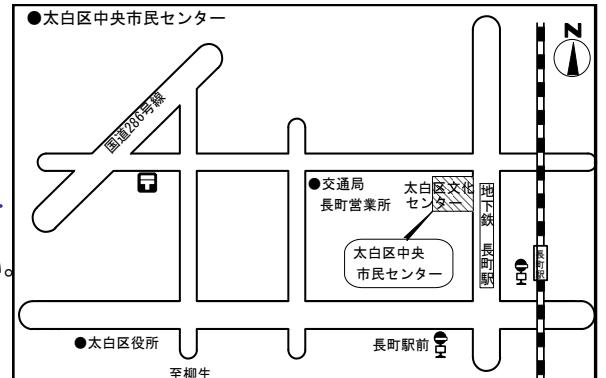 ●太白区中央市民センター
N
国道286号線
●交通局
長町営業所
太白区文化
センター
地下鉄 長町駅
長町駅
太白区中央
市民センター
。
●太白区役所
長町駅前
至柳生